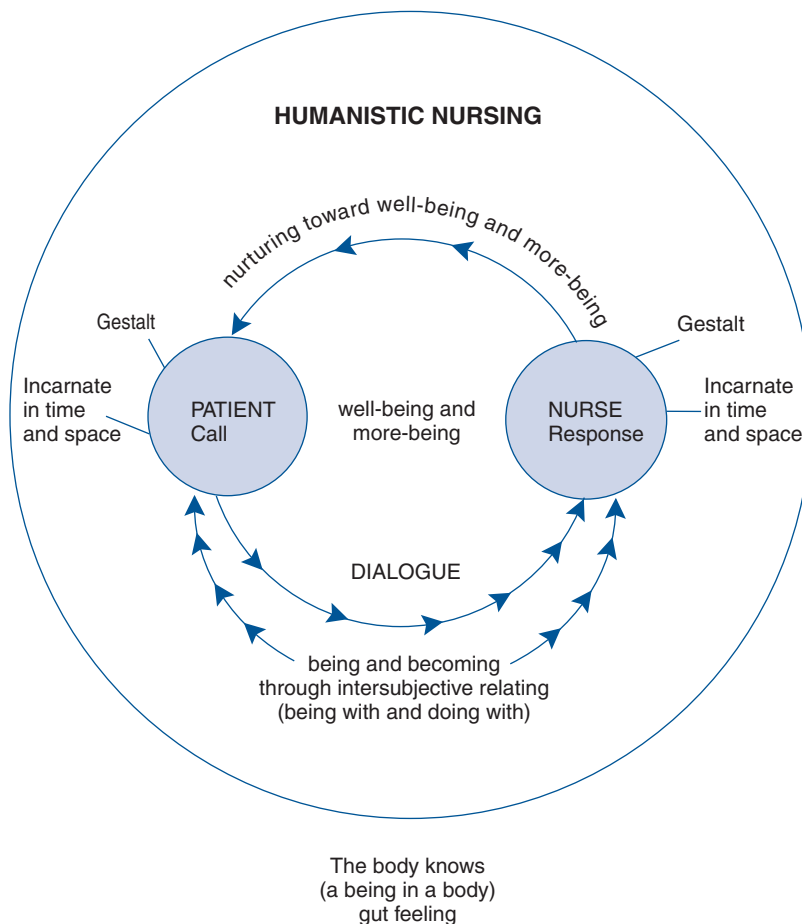 HUMANISTIC NURSING
nurturing toward well-being and more-being
Gestalt
Gestalt
Incarnate
in time
and space
PATIENT
Call
well-being and
more-being
NURSE
Response
Incarnate
in time
and space
DIALOGUE
being and becoming
through intersubjective relating
(being with and doing with)
The body knows
(a being in a body)
gut feeling